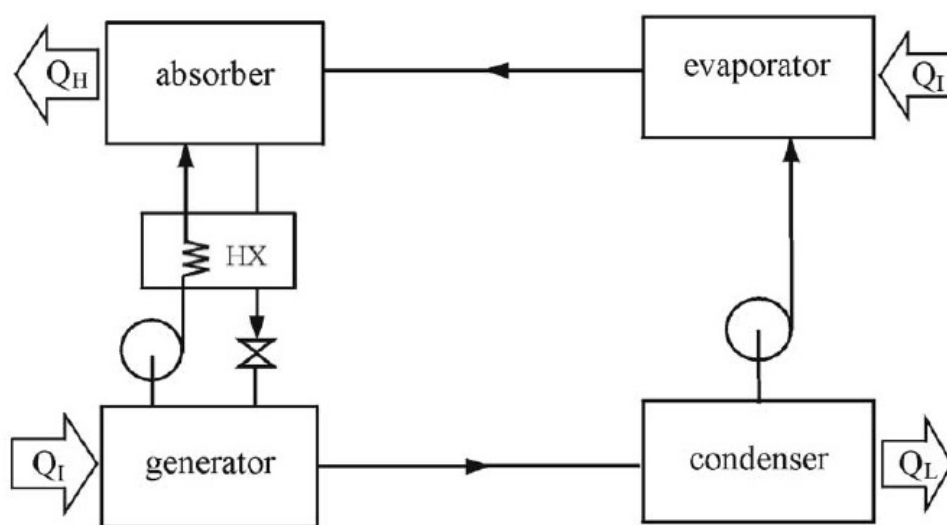 Q_H
absorber
evaporator
Q_I
HX
Q_I
generator
condenser
Q_L